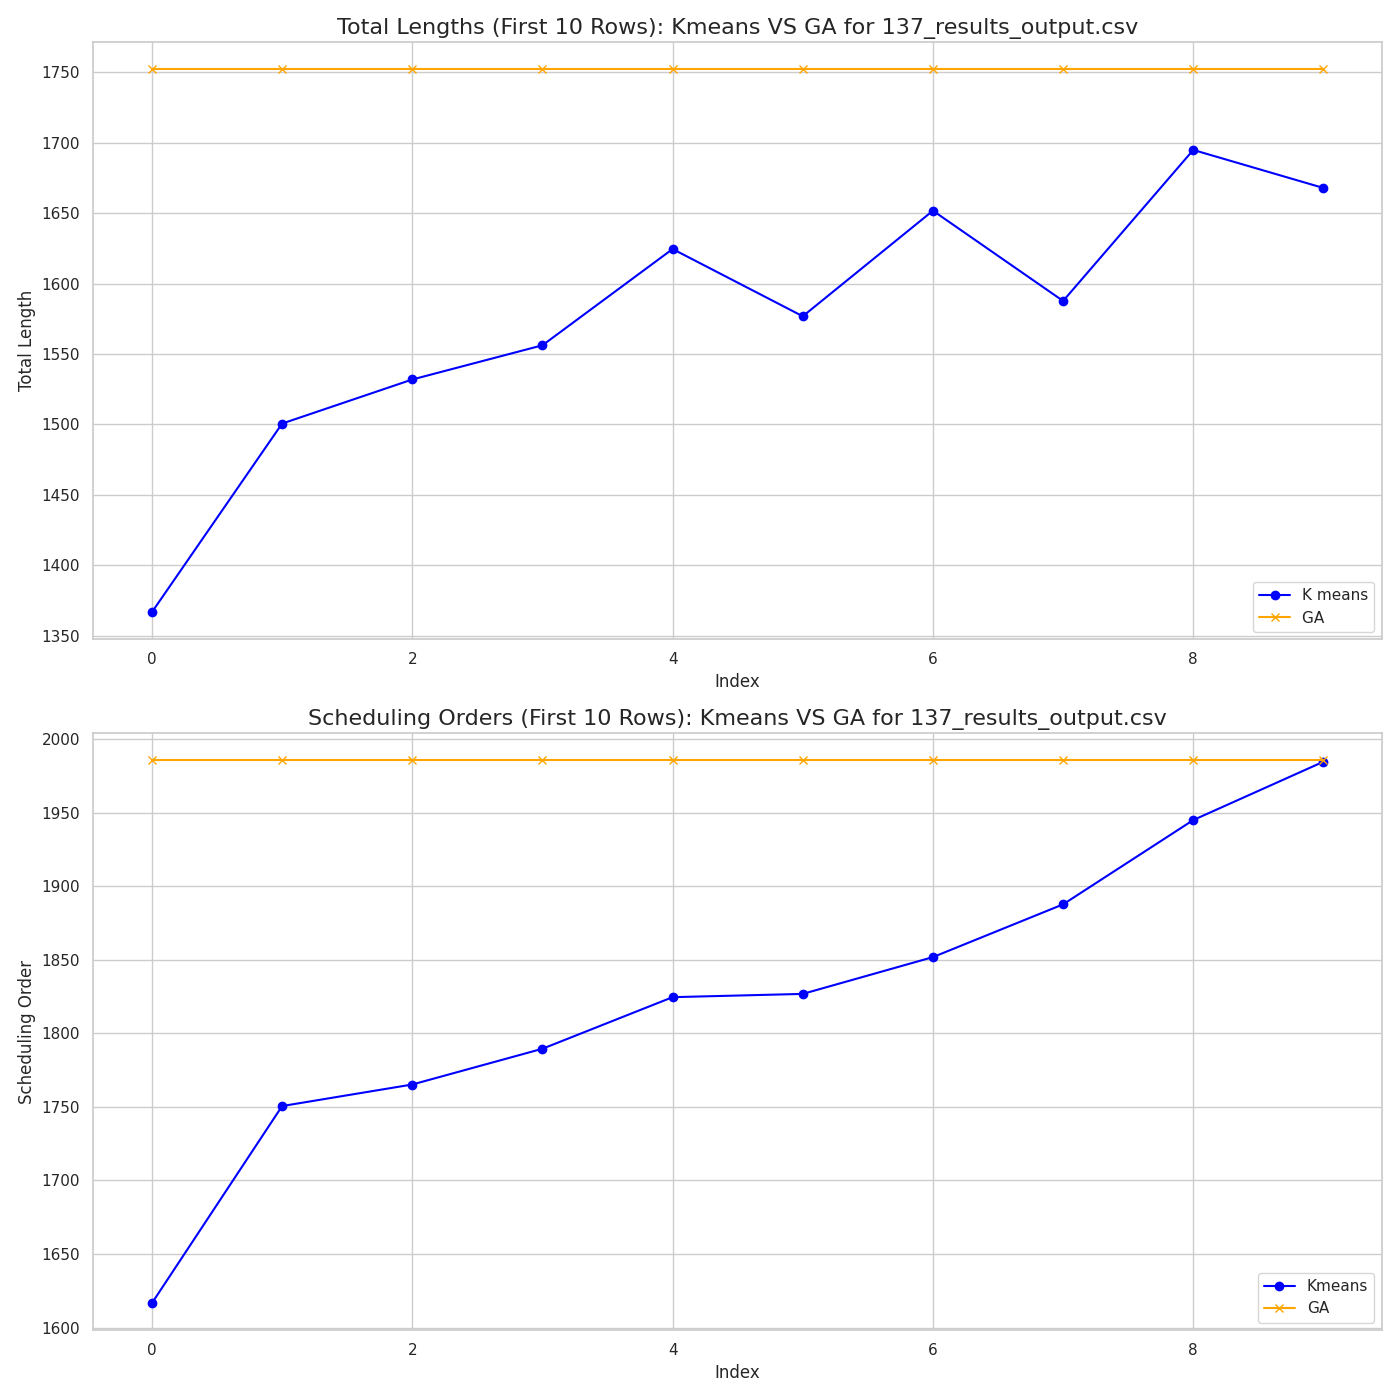 Total Lengths (First 10 Rows): Kmeans VS GA for 137_results_output.csv
1750
1700
1650
1600
1550
1500
1450
1400
1350
Total Length
K means
GA
0 2 4 6 8
Index
Scheduling Orders (First 10 Rows): Kmeans VS GA for 137_results_output.csv
2000
1950
1900
1850
1800
1750
1700
1650
1600
Scheduling Order
Kmeans
GA
0 2 4 6 8
Index